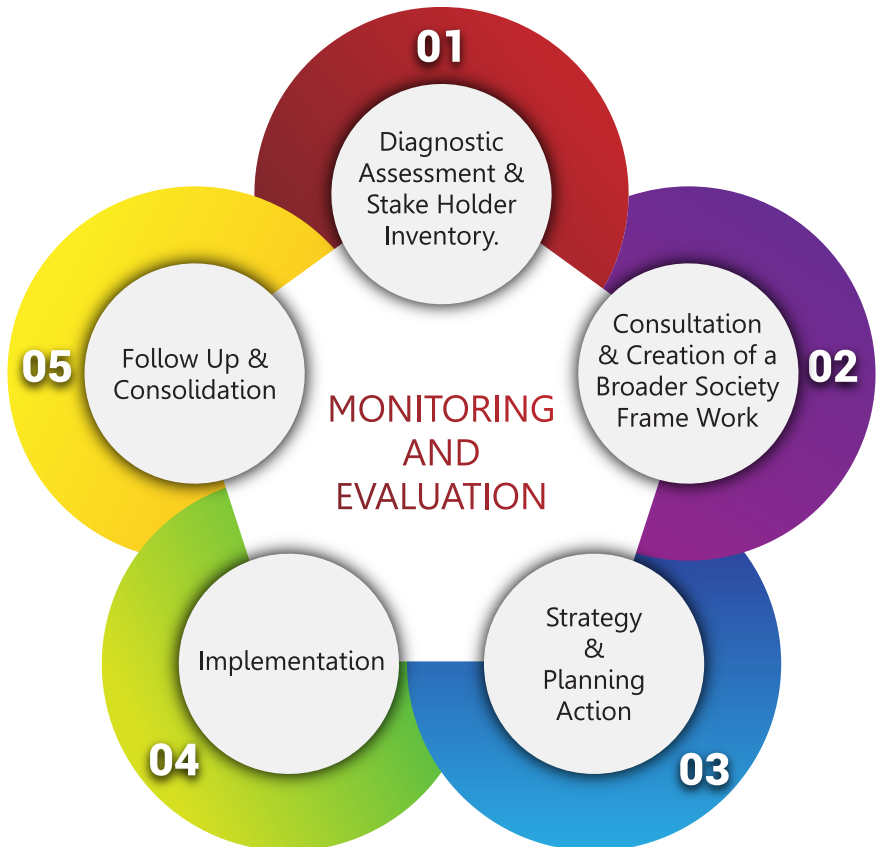 01
Diagnostic
Assessment &
Stake Holder
Inventory.
02
Consultation
& Creation of a
Broader Society
Frame Work
03
Strategy
&
Planning
Action
04
Implementation
05
Follow Up &
Consolidation
MONITORING
AND
EVALUATION